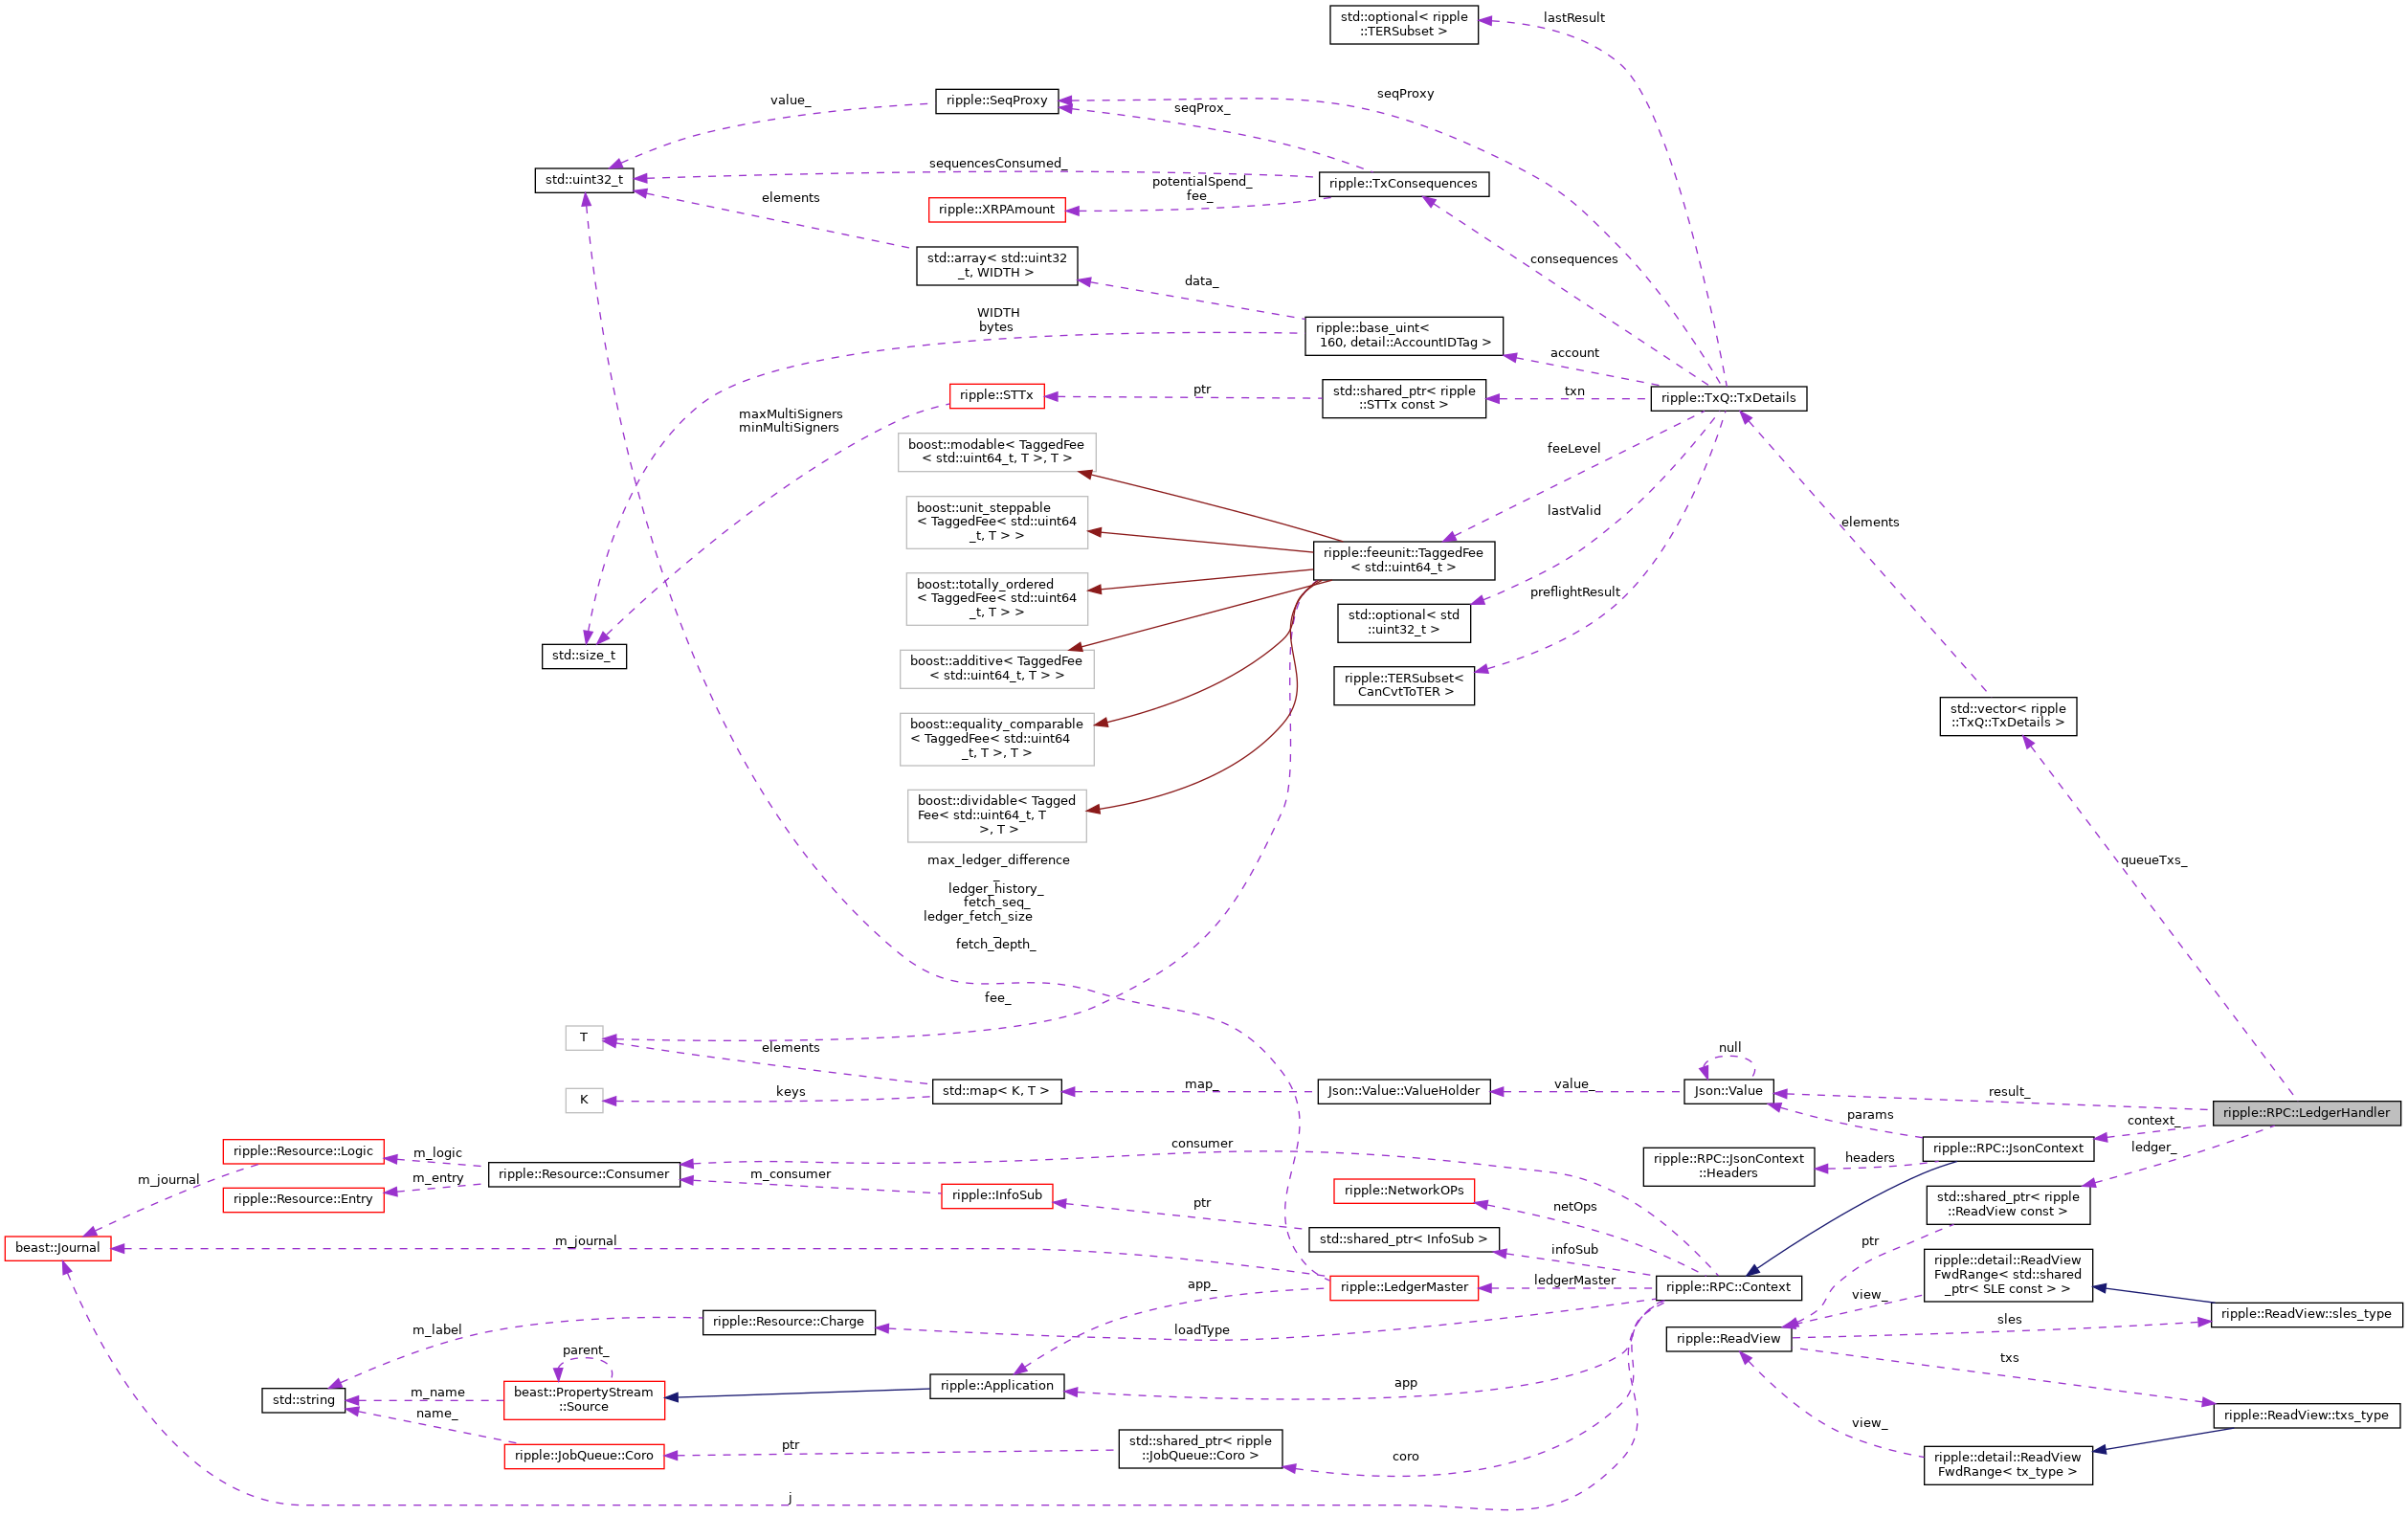 std::optional< ripple
::TERSubset >
lastResult
ripple::SeqProxy
value_
seqProxy
seqProx_
std::uint32_t
sequencesConsumed_
ripple::TxConsequences
potentialSpend_
fee_
ripple::XRPAmount
elements
std::array< std::uint32
_t, WIDTH >
consequences
data_
WIDTH
bytes
ripple::base_uint<
160, detail::AccountIDTag >
account
ripple::STTx
ptr
std::shared_ptr< ripple
::STTx const >
txn
ripple::TxQ::TxDetails
maxMultiSigners
minMultiSigners
boost::modable< TaggedFee
< std::uint64_t, T >, T >
feeLevel
boost::unit_steppable
< TaggedFee< std::uint64
_t, T > >
lastValid
elements
ripple::feeunit::TaggedFee
< std::uint64_t >
boost::totally_ordered
< TaggedFee< std::uint64
_t, T > >
preflightResult
std::optional< std
::uint32_t >
std::size_t
boost::additive< TaggedFee
< std::uint64_t, T > >
ripple::TERSubset<
CanCvtToTER >
boost::equality_comparable
< TaggedFee< std::uint64
_t, T >, T >
std::vector< ripple
::TxQ::TxDetails >
boost::dividable< Tagged
Fee< std::uint64_t, T
>, T >
max_ledger_difference
_
ledger_history_
fetch_seq_
ledger_fetch_size
_
fetch_depth_
queueTxs_
fee_
T
elements
null
K
keys
std::map< K, T >
map_
Json::Value::ValueHolder
value_
Json::Value
result_
ripple::RPC::LedgerHandler
params
context_
ripple::Resource::Logic
m_logic
consumer
ripple::RPC::JsonContext
ledger_
m_journal
ripple::Resource::Consumer
m_consumer
ripple::RPC::JsonContext
::Headers
headers
m_entry
ripple::Resource::Entry
ripple::InfoSub
ptr
ripple::NetworkOPs
netOps
std::shared_ptr< ripple
::ReadView const >
beast::Journal
m_journal
std::shared_ptr< InfoSub >
infoSub
ptr
ripple::detail::ReadView
FwdRange< std::shared
_ptr< SLE const > >
app_
ripple::LedgerMaster
ledgerMaster
ripple::RPC::Context
view_
ripple::ReadView::sles_type
m_label
ripple::Resource::Charge
loadType
ripple::ReadView
sles
parent_
txs
std::string
m_name
beast::PropertyStream
::Source
ripple::Application
app
name_
ripple::ReadView::txs_type
view_
ripple::JobQueue::Coro
ptr
std::shared_ptr< ripple
::JobQueue::Coro >
coro
ripple::detail::ReadView
FwdRange< tx_type >
j